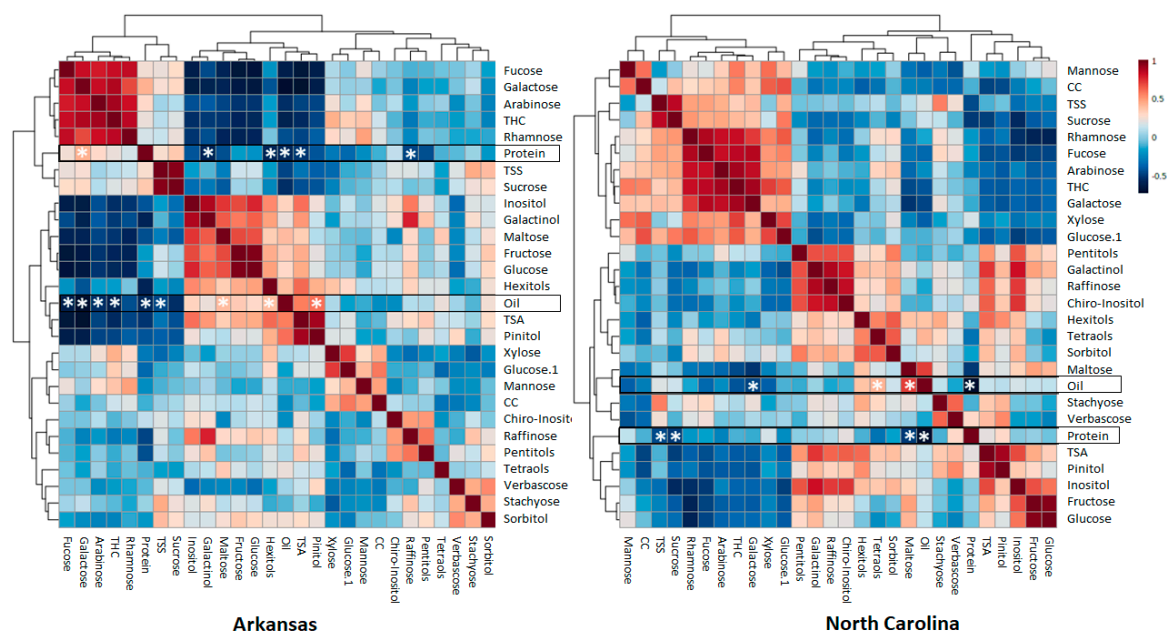 Fucose
Galactose
Arabinose
THC
Rhamnose
Protein
TSS
Sucrose
Inositol
Galactinol
Maltose
Fructose
Glucose
Hexitols
Oil
TSA
Pinitol
Xylose
Glucose.1
Mannose
CC
Chiro-Inosito
Raffinose
Pentitols
Tetraols
Verbascose
Stachyose
Sorbitol
Fucose
Galactose
Arabinose
THC
Rhamnose
Protein
TSS
Sucrose
Inositol
Galactinol
Maltose
Fructose
Glucose
Hexitols
Oil
TSA
Pinitol
Xylose
Glucose.1
Mannose
CC
Chiro-Inositol
Raffinose
Pentitols
Tetraols
Verbascose
Stachyose
Sorbitol
Arkansas
Mannose
CC
TSS
Sucrose
Rhamnose
Fucose
Arabinose
THC
Galactose
Xylose
Glucose.1
Pentitols
Galactinol
Raffinose
Chiro-Inositol
Hexitols
Tetraols
Sorbitol
Maltose
Oil
Stachyose
Verbascose
Protein
TSA
Pinitol
Inositol
Fructose
Glucose
Mannose
CC
TSS
Sucrose
Rhamnose
Fucose
Arabinose
THC
Galactose
Xylose
Glucose.1
Pentitols
Galactinol
Raffinose
Chiro-Inositol
Hexitols
Tetraols
Sorbitol
Maltose
Oil
Stachyose
Verbascose
Protein
TSA
Pinitol
Inositol
Fructose
Glucose
North Carolina
1
0.5
0
-0.5